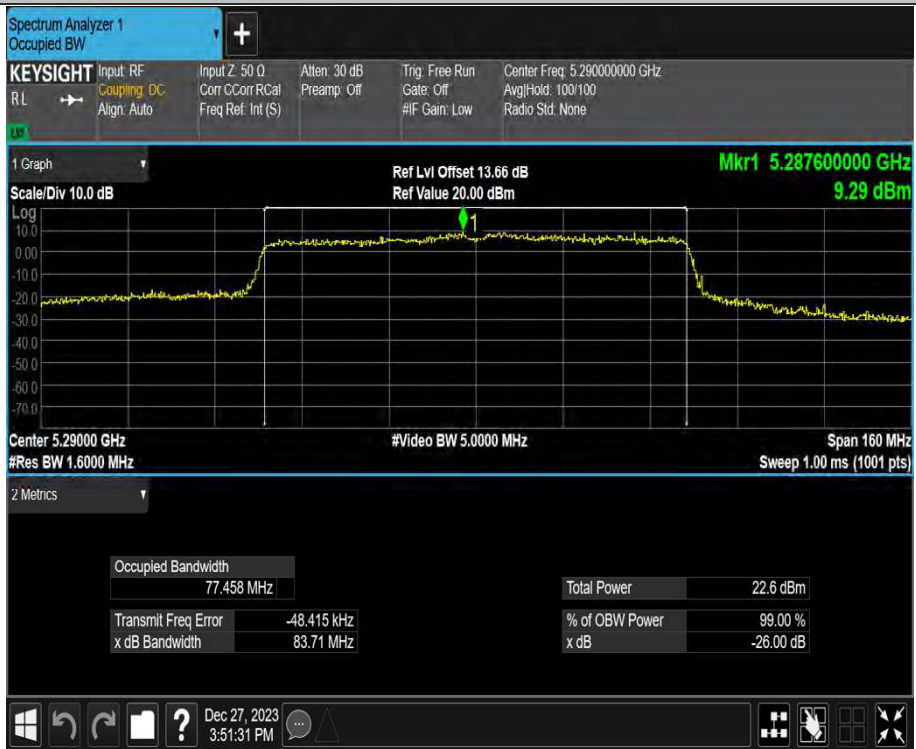 Spectrum Analyzer 1
Occupied BW
+
KEYSIGHT
RL
Input: RF
Coupling: DC
Align: Auto
Input Z: 50 Ω
Corr CCorr RCal
Freq Ref: Int (S)
Atten: 30 dB
Preamp: Off
Trig: Free Run
Gate: Off
#IF Gain: Low
Center Freq: 5.290000000 GHz
Avg|Hold: 100/100
Radio Std: None
1 Graph
Scale/Div 10.0 dB
Ref Lvl Offset 13.66 dB
Ref Value 20.00 dBm
Mkr1 5.287600000 GHz
9.29 dBm
Log
10.0
0.00
-10.0
-20.0
-30.0
-40.0
-50.0
-60.0
-70.0
1
Center 5.29000 GHz
#Res BW 1.6000 MHz
#Video BW 5.0000 MHz
Span 160 MHz
Sweep 1.00 ms (1001 pts)
2 Metrics
Occupied Bandwidth
77.458 MHz
Transmit Freq Error -48.415 kHz
x dB Bandwidth 83.71 MHz
Total Power 22.6 dBm
% of OBW Power 99.00 %
x dB -26.00 dB
?
Dec 27, 2023
3:51:31 PM